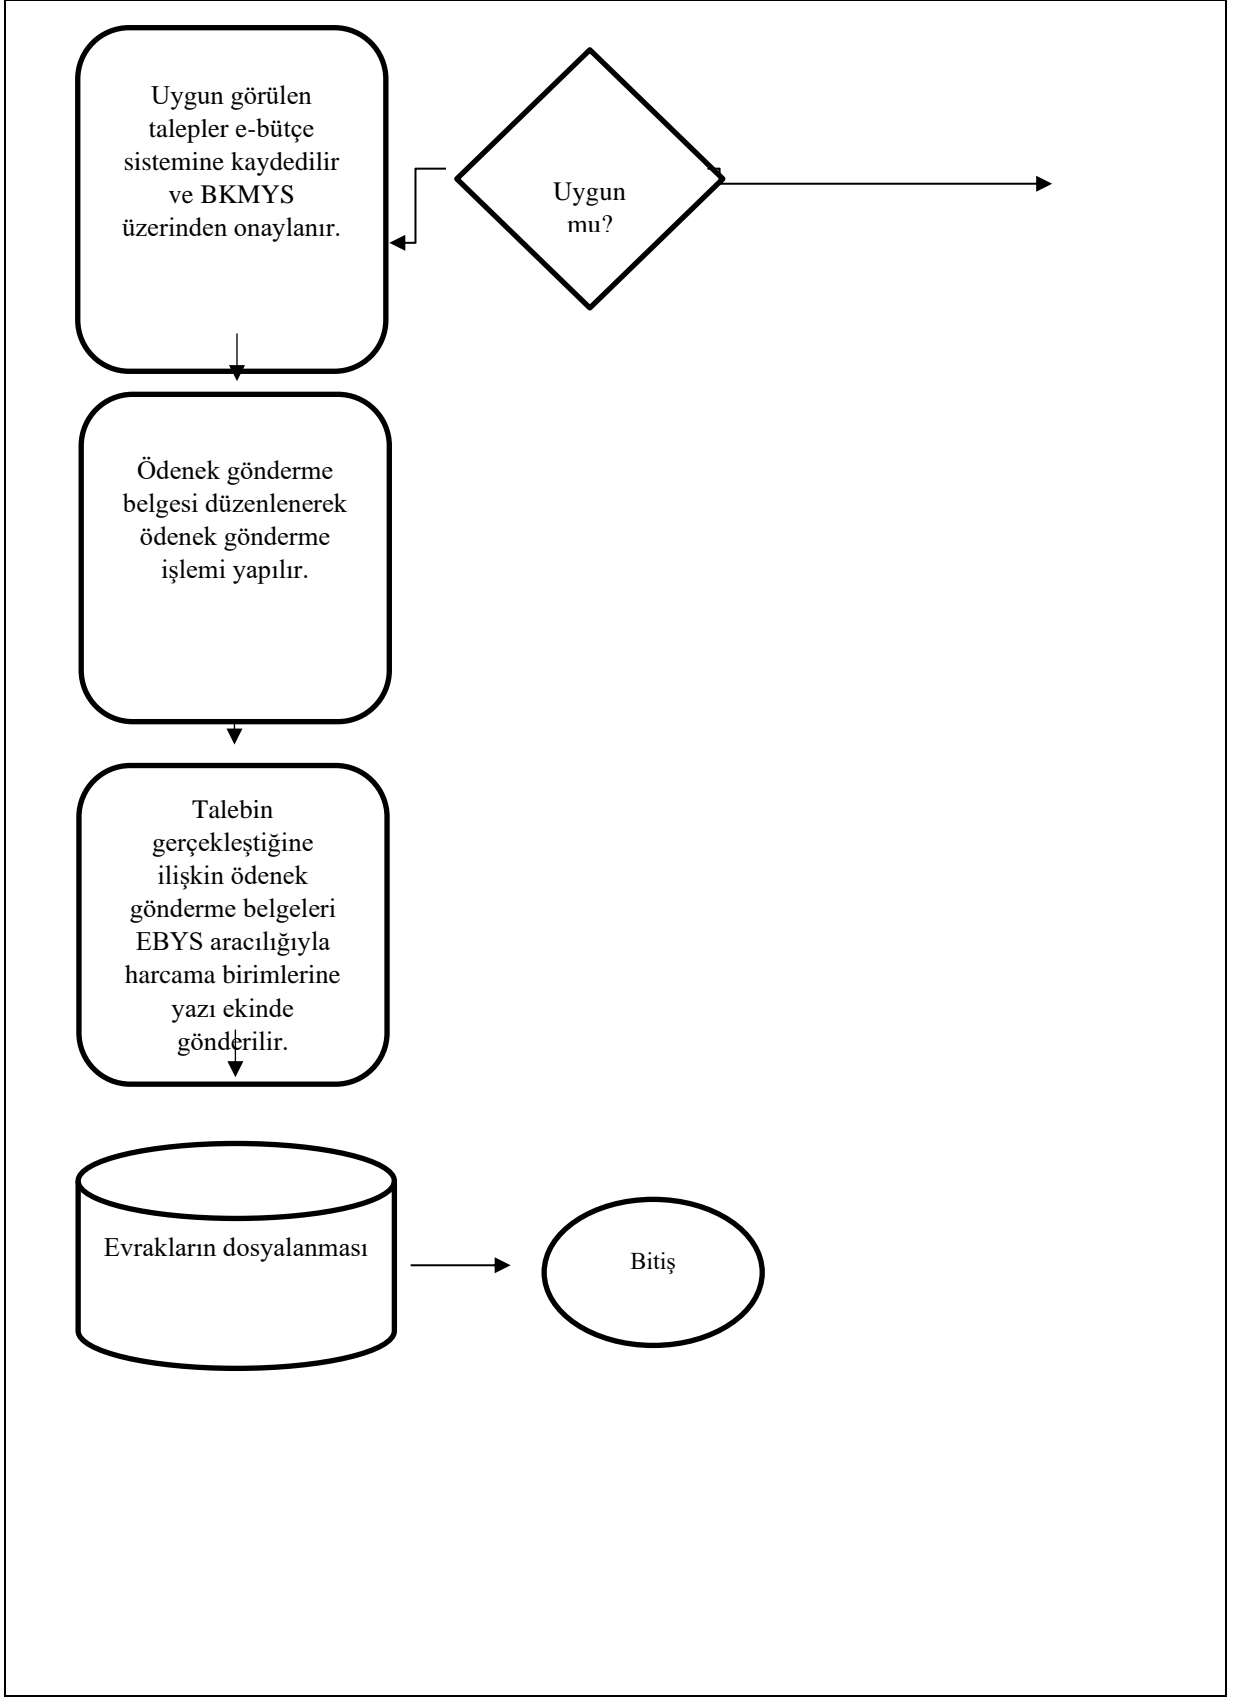 Uygun görülen
talepler e-bütçe
sistemine kaydedilir
ve BKMYS
üzerinden onaylanır.
Uygun
mu?
Ödenek gönderme
belgesi düzenlenerek
ödenek gönderme
işlemi yapılır.
Talebin
gerçekleştiğine
ilişkin ödenek
gönderme belgeleri
EBYS aracılığıyla
harcama birimlerine
yazı ekinde
gönderilir.
Evrakların dosyalanması
Bitiş